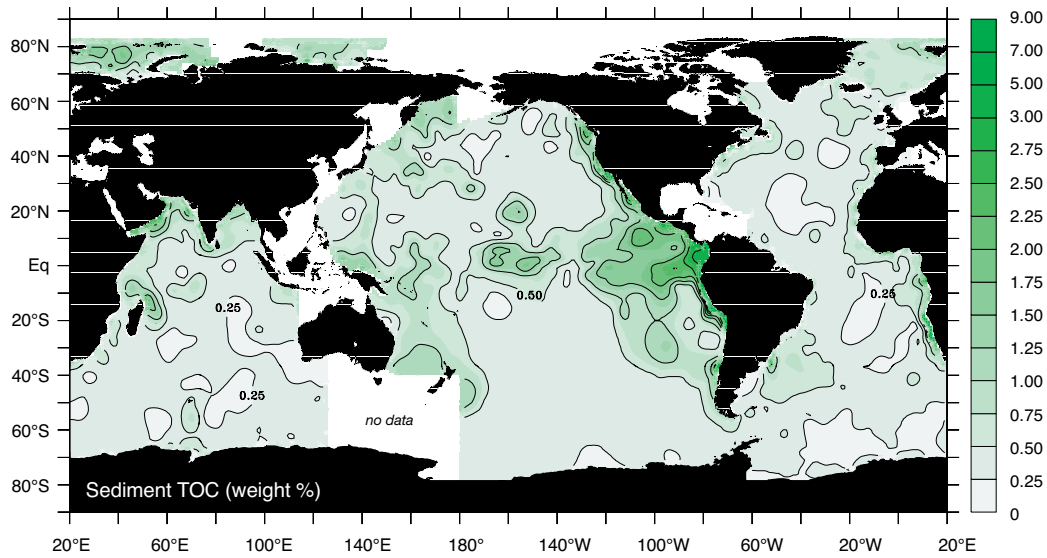 80°N
60°N
40°N
20°N
Eq
20°S
40°S
60°S
80°S
0.25
0.50
0.25
0.25
no data
Sediment TOC (weight %)
20°E 60°E 100°E 140°E 180° 140°W 100°W 60°W 20°W 20°E
9.00
7.00
5.00
3.00
2.75
2.50
2.25
2.00
1.75
1.50
1.25
1.00
0.75
0.50
0.25
0